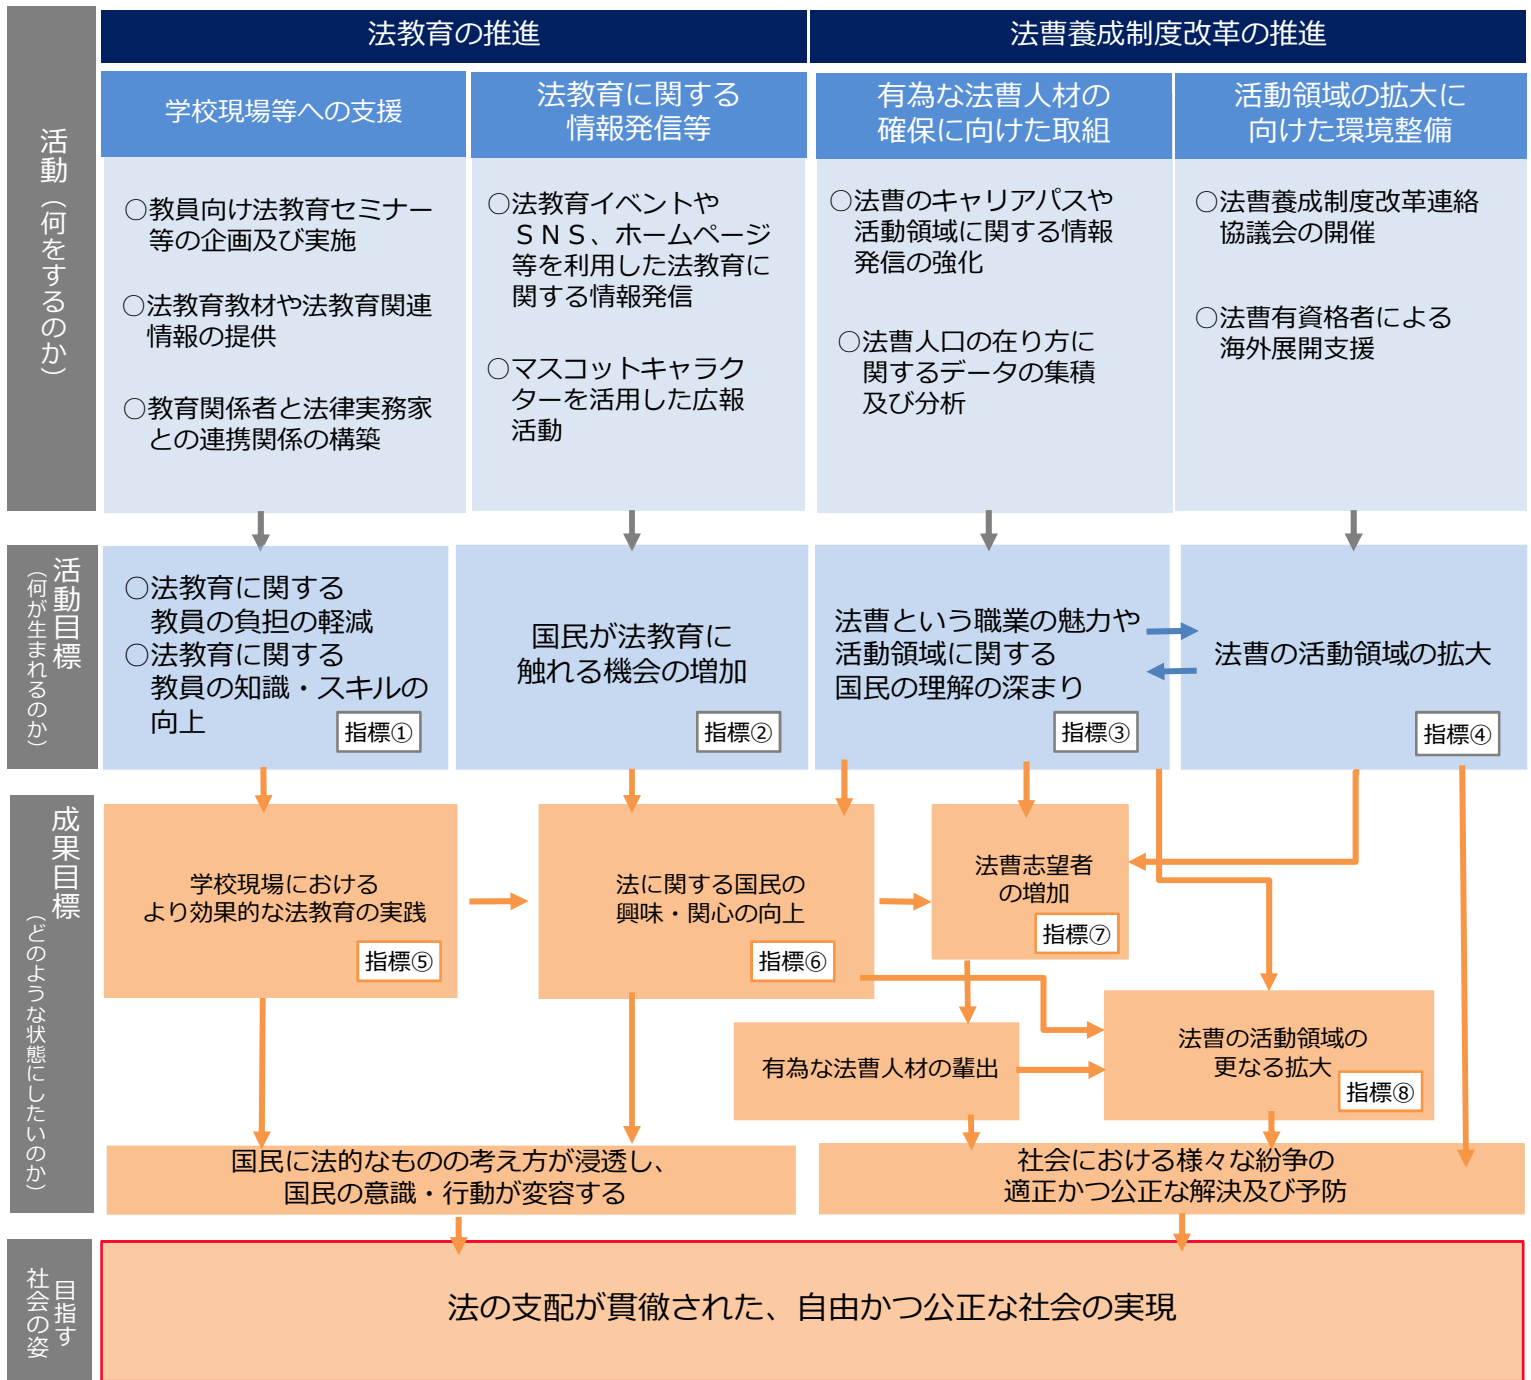 法教育の推進
法曹養成制度改革の推進
活動（何をするのか）
学校現場等への支援
法教育に関する
情報発信等
有為な法曹人材の
確保に向けた取組
活動領域の拡大に
向けた環境整備
○教員向け法教育セミナー
等の企画及び実施
○法教育教材や法教育関連
情報の提供
○教育関係者と法律実務家
との連携関係の構築
○法教育イベントや
ＳＮＳ、ホームページ
等を利用した法教育に
関する情報発信
○マスコットキャラク
ターを活用した広報
活動
○法曹のキャリアパスや
活動領域に関する情報
発信の強化
○法曹人口の在り方に
関するデータの集積
及び分析
○法曹養成制度改革連絡
協議会の開催
○法曹有資格者による
海外展開支援
活動目標
（何が生まれるのか）
○法教育に関する
教員の負担の軽減
○法教育に関する
教員の知識・スキルの
向上
指標①
国民が法教育に
触れる機会の増加
指標②
法曹という職業の魅力や
活動領域に関する
国民の理解の深まり
指標③
法曹の活動領域の拡大
指標④
成果目標
（どのような状態にしたいのか）
学校現場における
より効果的な法教育の実践
指標⑤
法に関する国民の
興味・関心の向上
指標⑥
法曹志望者
の増加
指標⑦
有為な法曹人材の輩出
法曹の活動領域の
更なる拡大
指標⑧
国民に法的なものの考え方が浸透し、
国民の意識・行動が変容する
社会における様々な紛争の
適正かつ公正な解決及び予防
目指す
社会の姿
法の支配が貫徹された、自由かつ公正な社会の実現